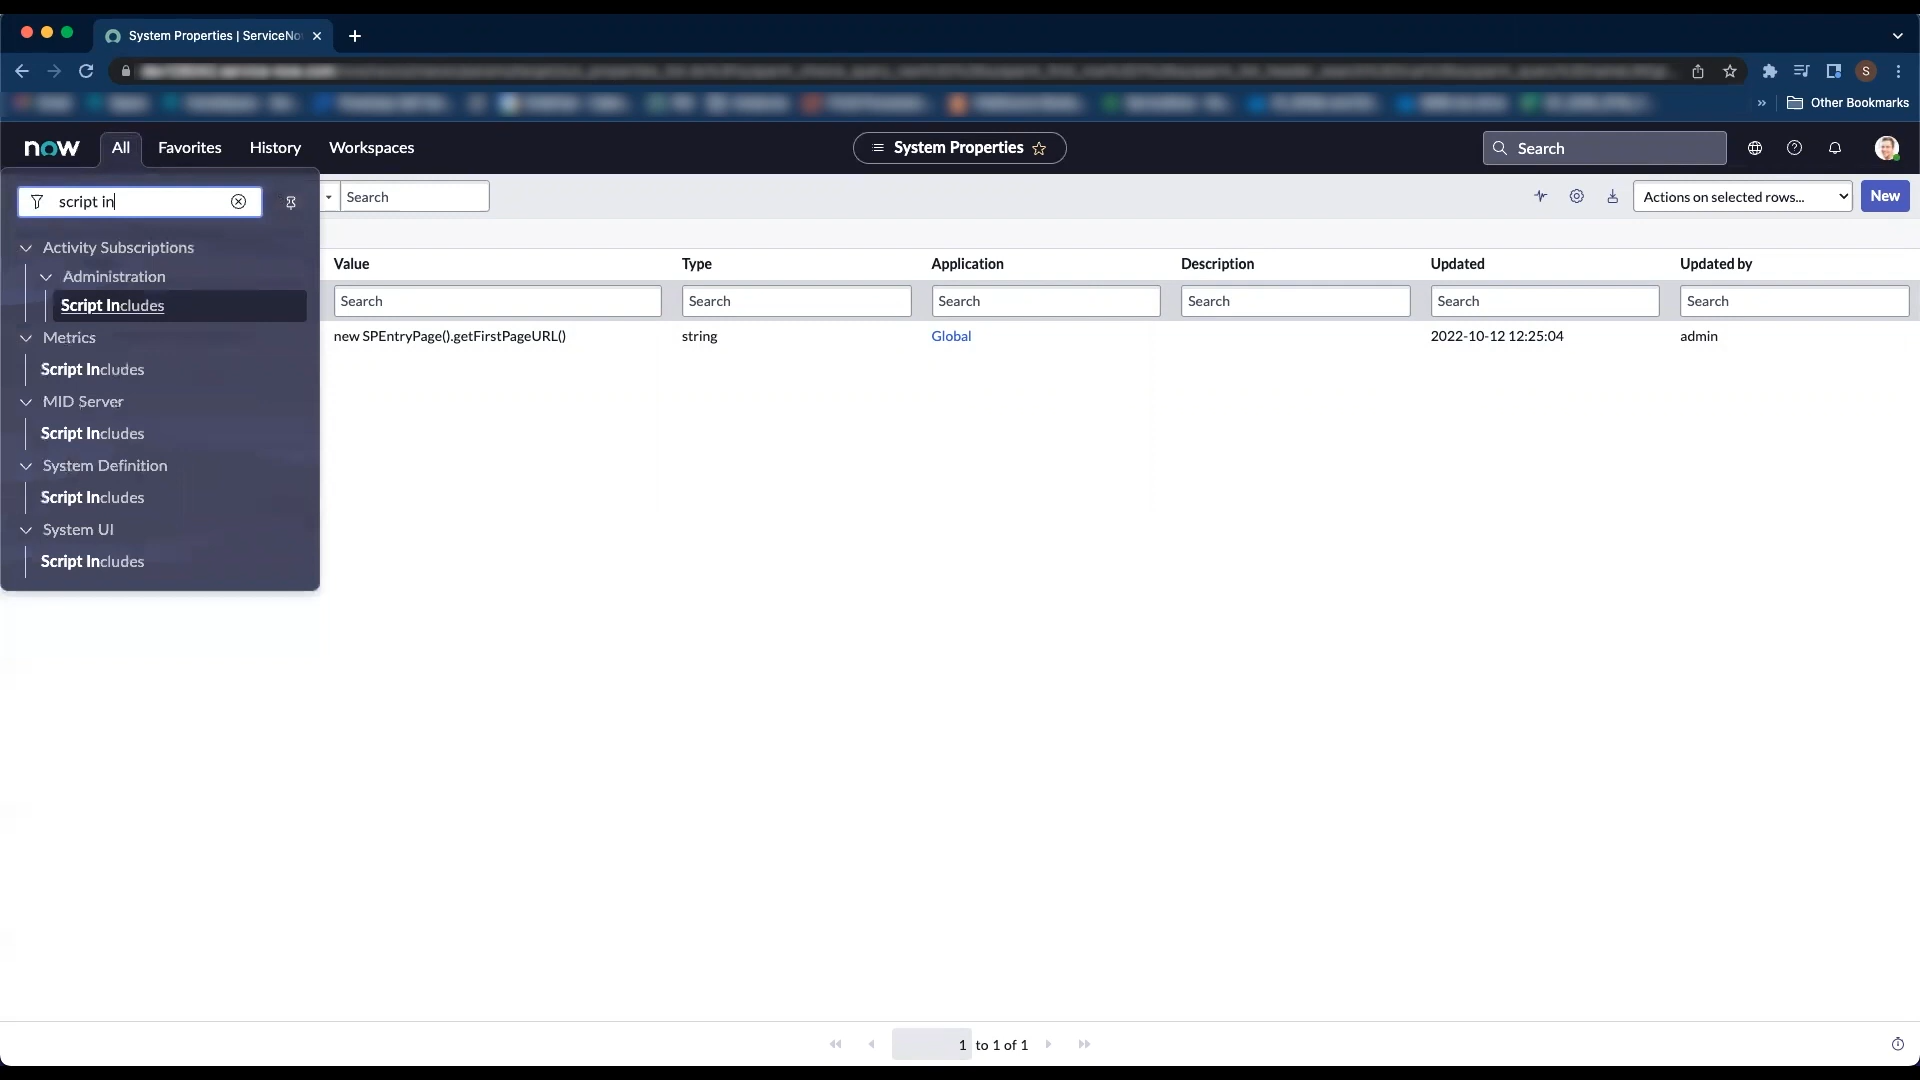 System Properties | ServiceNo
Other Bookmarks
S
now
All
Favorites
History
Workspaces
System Properties
Search
script in
Search
Actions on selected rows...
New
Activity Subscriptions
Administration
Script Includes
Metrics
Script Includes
MID Server
Script Includes
System Definition
Script Includes
System UI
Script Includes
Value Type Application Description Updated Updated by
Search Search Search Search Search Search
new SPEntryPage().getFirstPageURL() string Global 2022-10-12 12:25:04 admin
1 to 1 of 1